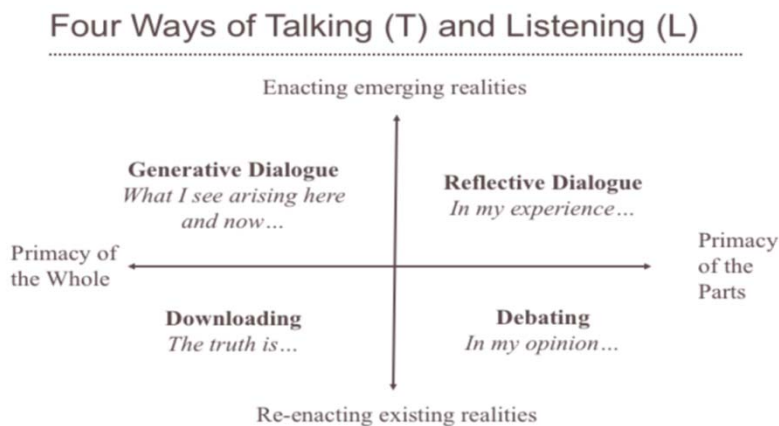 Four Ways of Talking (T) and Listening (L)
Enacting emerging realities
Generative Dialogue
What I see arising here
and now…
Reflective Dialogue
In my experience…
Primacy of
the Whole
Primacy
of the
Parts
Downloading
The truth is…
Debating
In my opinion…
Re-enacting existing realities